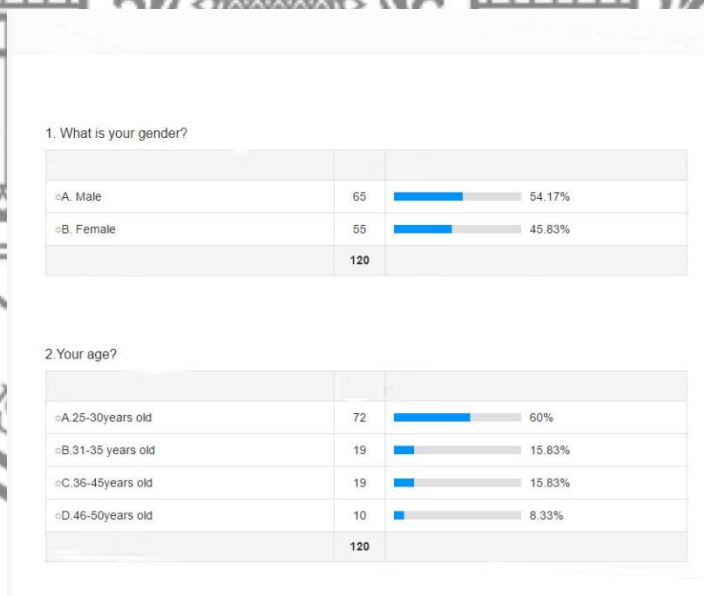 1. What is your gender?
○A. Male 65 54.17%
○B. Female 55 45.83%
120
2.Your age?
○A.25-30years old 72 60%
○B.31-35 years old 19 15.83%
○C.36-45years old 19 15.83%
○D.46-50years old 10 8.33%
120